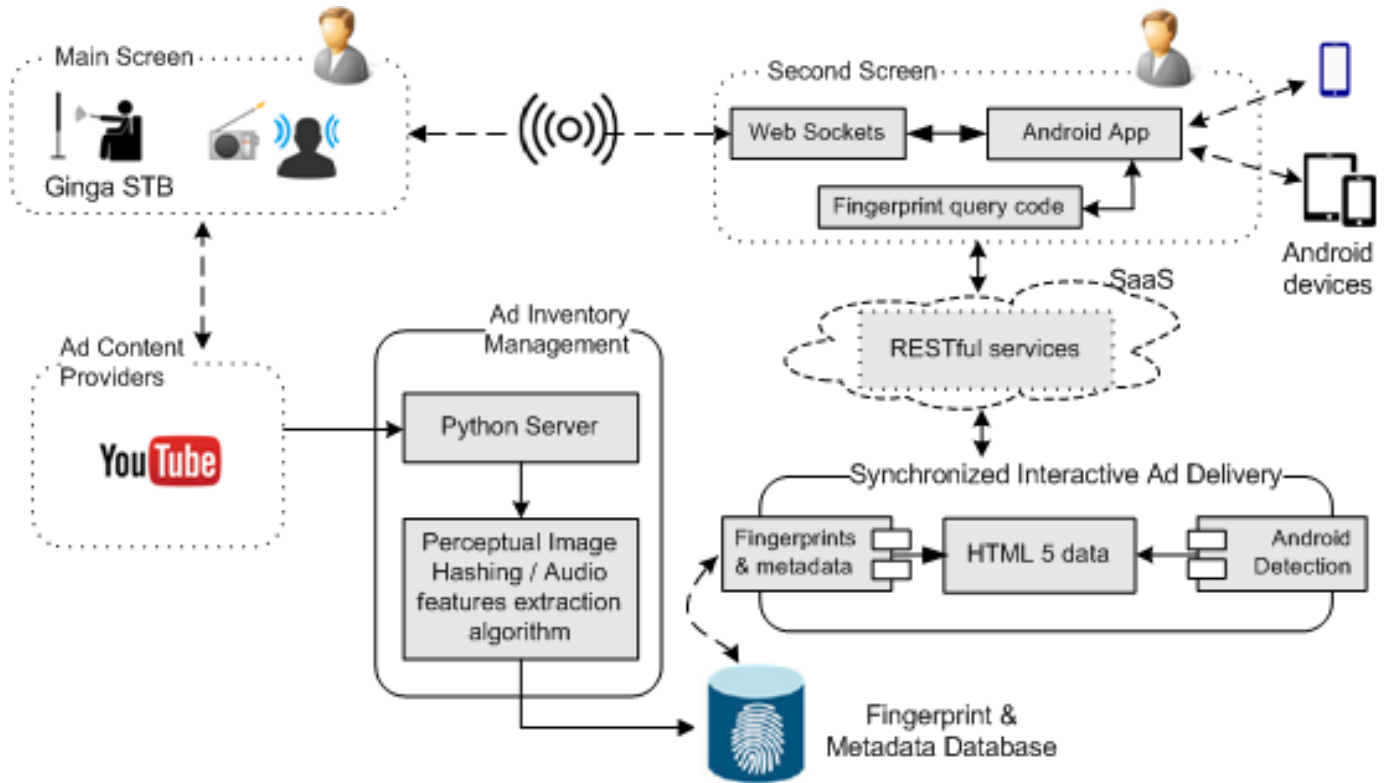 Main Screen
Ginga STB
Second Screen
Web Sockets
Android App
Fingerprint query code
Android
devices
SaaS
RESTful services
Ad Content
Providers
YouTube
Ad Inventory
Management
Python Server
Perceptual Image
Hashing / Audio
features extraction
algorithm
Synchronized Interactive Ad Delivery
Fingerprints
& metadata
HTML 5 data
Android
Detection
Fingerprint &
Metadata Database